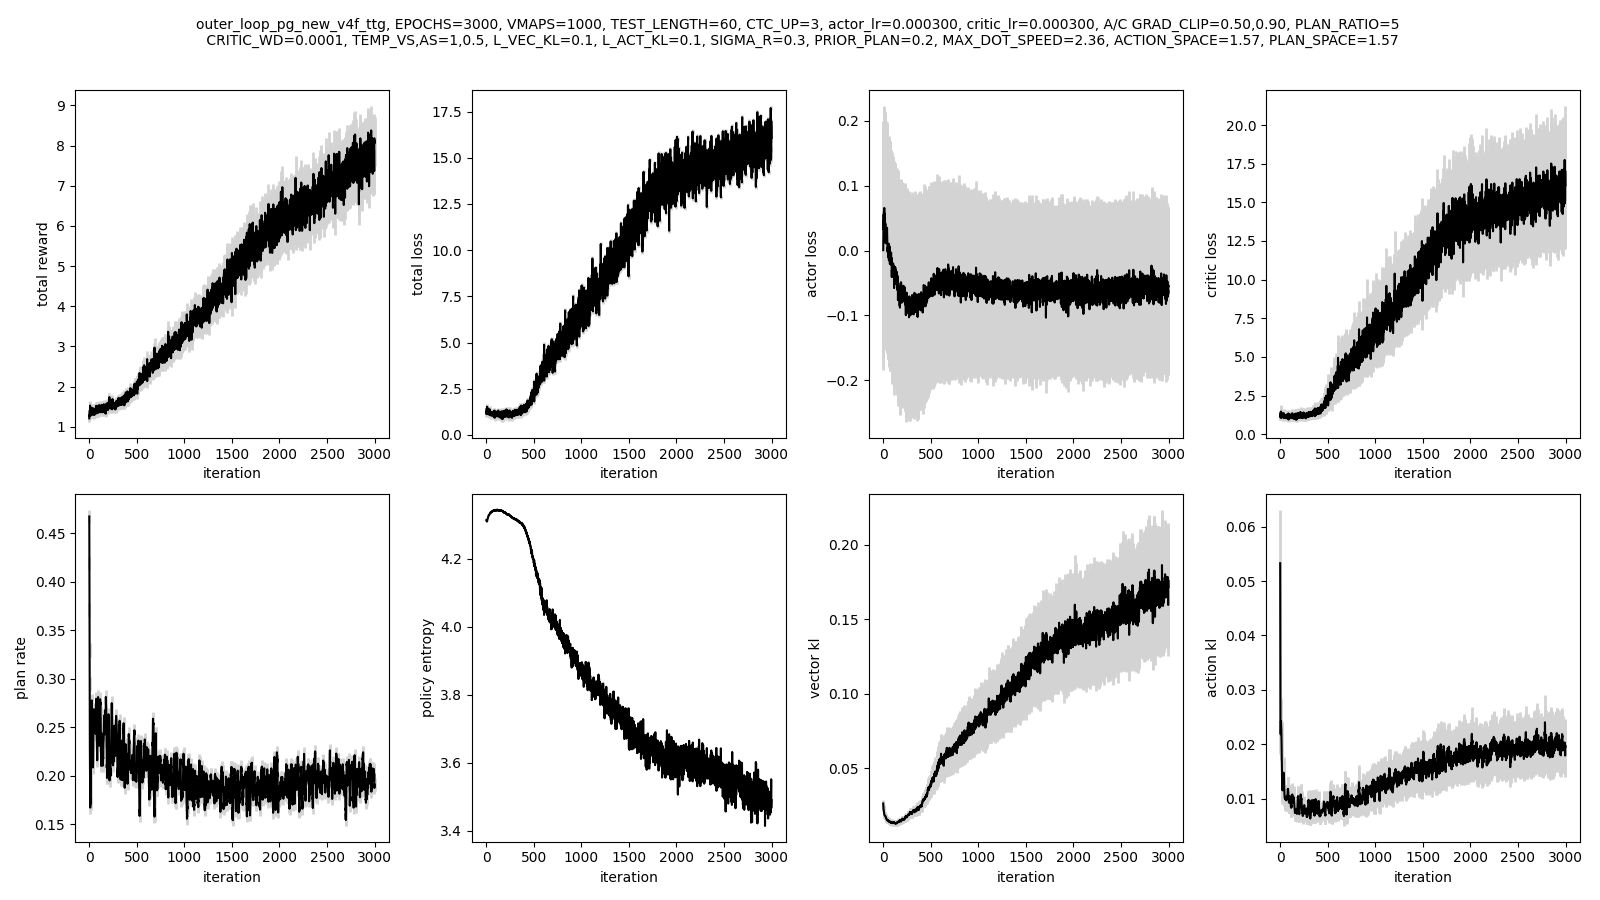 outer_loop_pg_new_v4f_ttg, EPOCHS=3000, VMAPS=1000, TEST_LENGTH=60, CTC_UP=3, actor_lr=0.000300, critic_lr=0.000300, A/C GRAD_CLIP=0.50,0.90, PLAN_RATIO=5
CRITIC_WD=0.0001, TEMP_VS,AS=1,0.5, L_VEC_KL=0.1, L_ACT_KL=0.1, SIGMA_R=0.3, PRIOR_PLAN=0.2, MAX_DOT_SPEED=2.36, ACTION_SPACE=1.57, PLAN_SPACE=1.57
total reward
9
8
7
6
5
4
3
2
1
0 500 1000 1500 2000 2500 3000
iteration
total loss
17.5
15.0
12.5
10.0
7.5
5.0
2.5
0.0
0 500 1000 1500 2000 2500 3000
iteration
actor loss
0.2
0.1
0.0
−0.1
−0.2
0 500 1000 1500 2000 2500 3000
iteration
critic loss
20.0
17.5
15.0
12.5
10.0
7.5
5.0
2.5
0.0
0 500 1000 1500 2000 2500 3000
iteration
plan rate
0.45
0.40
0.35
0.30
0.25
0.20
0.15
0 500 1000 1500 2000 2500 3000
iteration
policy entropy
4.2
4.0
3.8
3.6
3.4
0 500 1000 1500 2000 2500 3000
iteration
vector kl
0.20
0.15
0.10
0.05
0 500 1000 1500 2000 2500 3000
iteration
action kl
0.06
0.05
0.04
0.03
0.02
0.01
0 500 1000 1500 2000 2500 3000
iteration